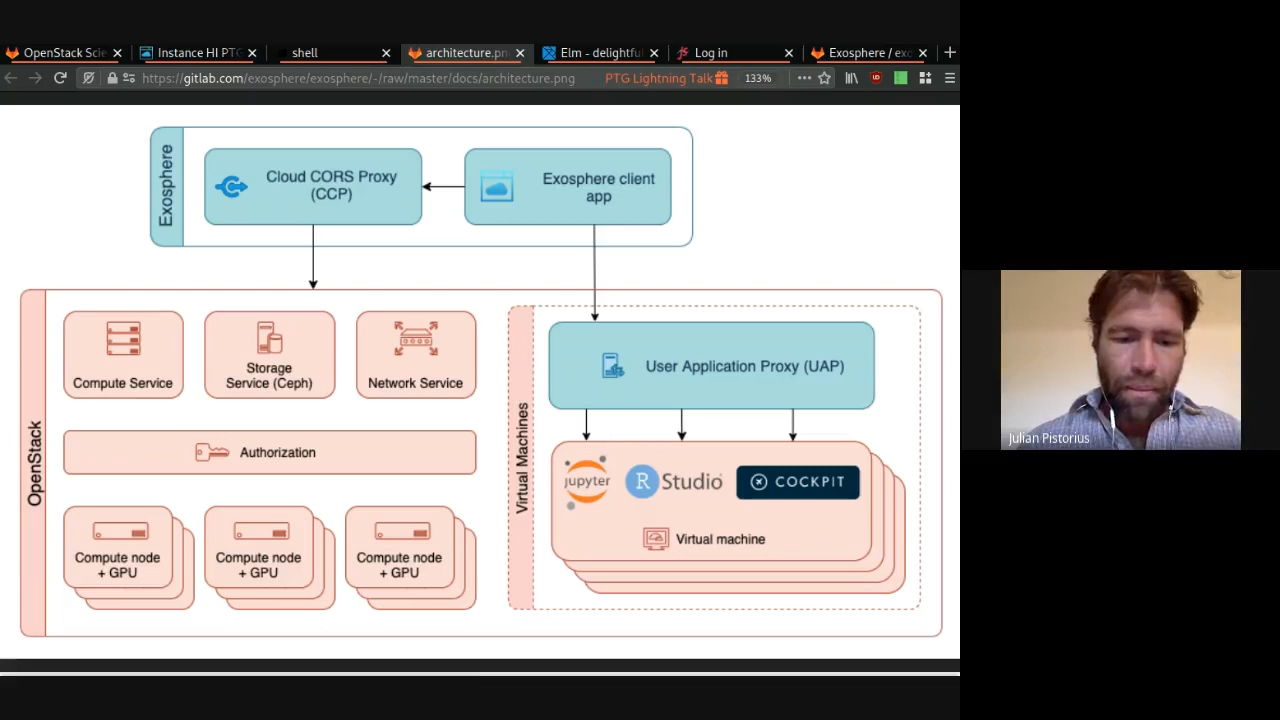 OpenStack Scie
Instance HI PTG
shell
architecture.pn
Elm - delightful
Log in
Exosphere / exo
https://gitlab.com/exosphere/exosphere/-/raw/master/docs/architecture.png
PTG Lightning Talk
133%
Exosphere
Cloud CORS Proxy
(CCP)
Exosphere client
app
OpenStack
Compute Service
Storage
Service (Ceph)
Network Service
Authorization
Compute node
+ GPU
Compute node
+ GPU
Compute node
+ GPU
Virtual Machines
User Application Proxy (UAP)
jupyter
R Studio
COCKPIT
Virtual machine
Julian Pistorius